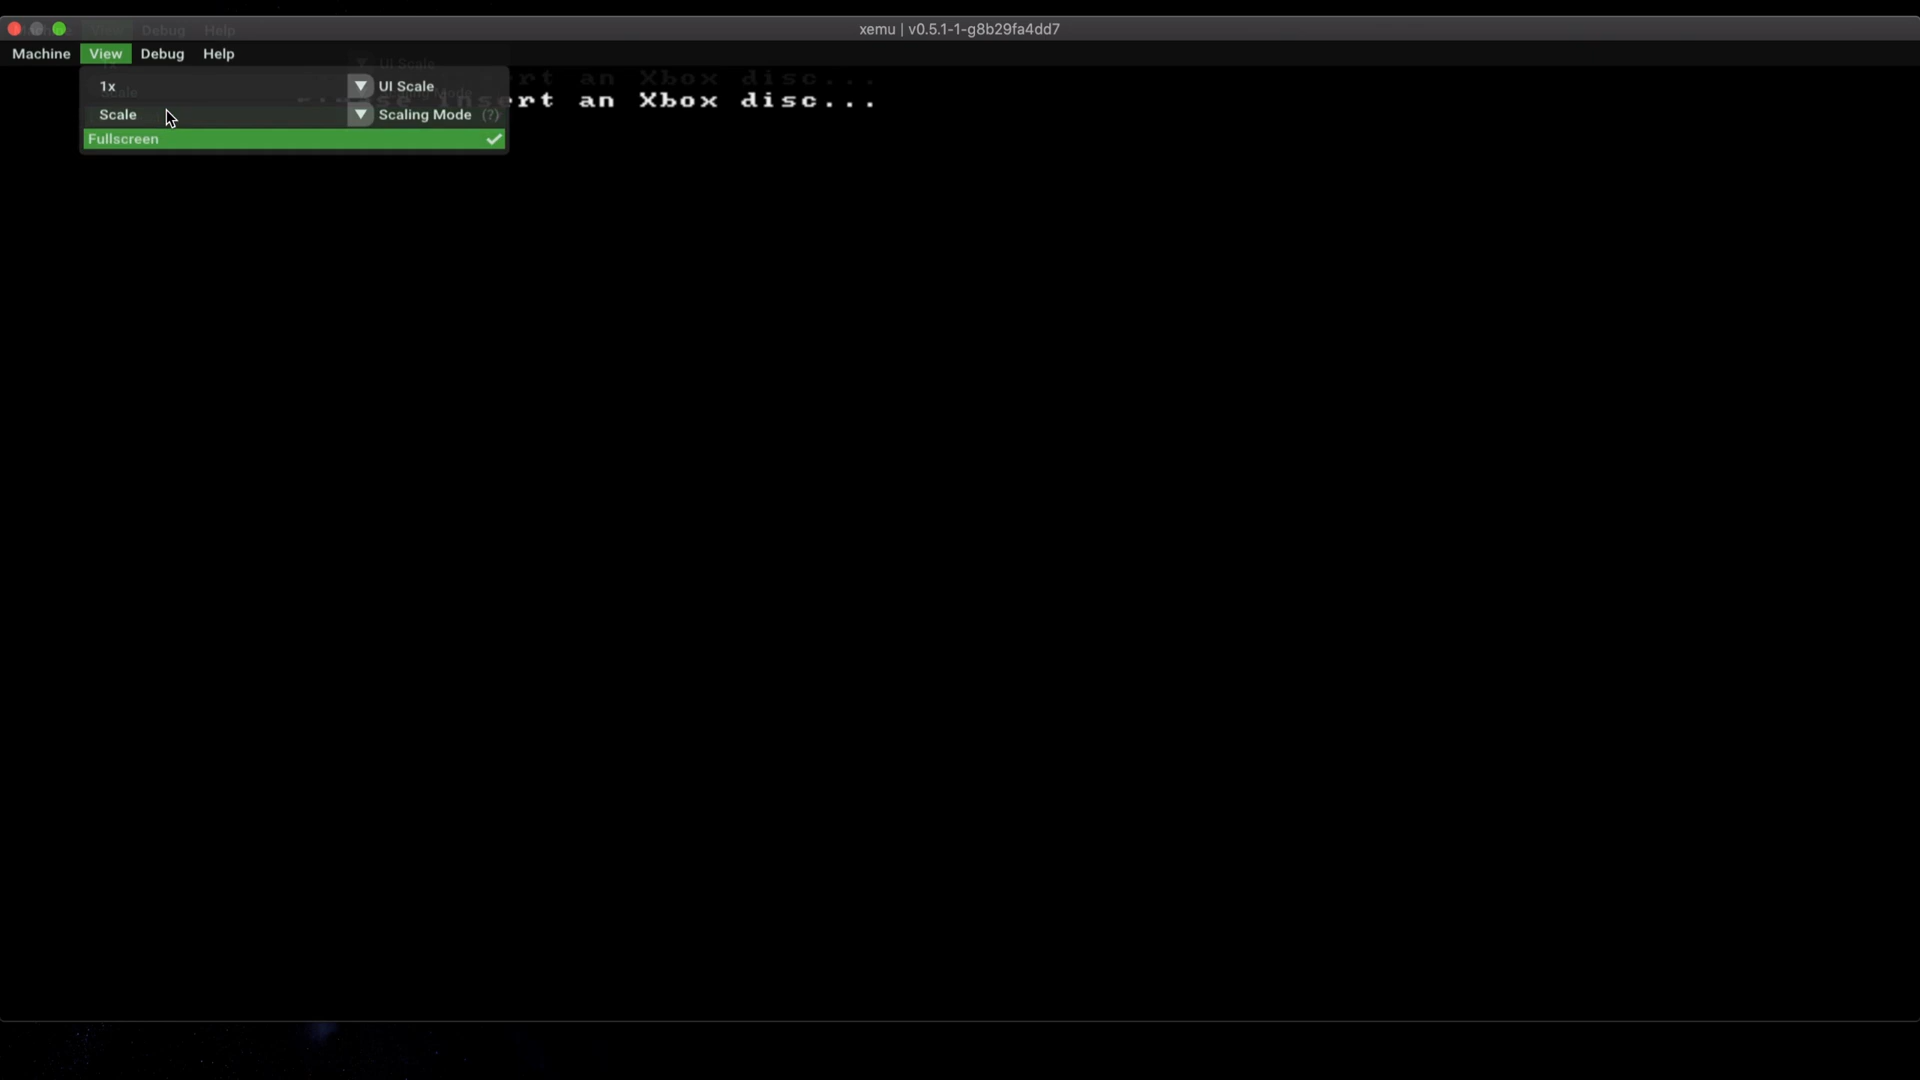 xemu | v0.5.1-1-g8b29fa4dd7
Machine View Debug Help
1x UI Scale
insert an Xbox disc...
Scale Scaling Mode (?)
Fullscreen